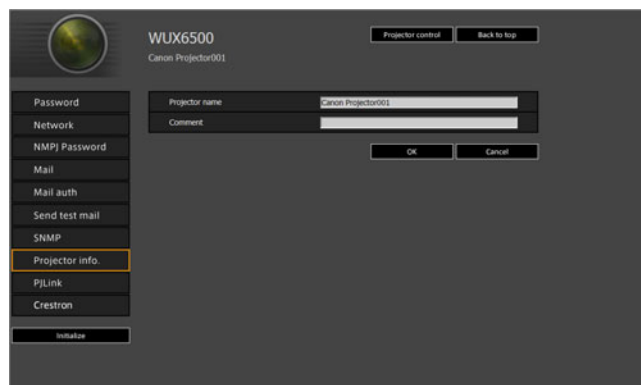 WUX6500
Canon Projector001
Projector control
Back to top
Password
Network
NMPJ Password
Mail
Mail auth
Send test mail
SNMP
Projector info.
PJLink
Crestron
Initialize
Projector name
Canon Projector001
Comment
OK
Cancel